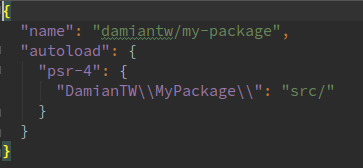 {
"name": "damiantw/my-package",
"autoload": {
"psr-4": {
"DamianTW\\MyPackage\\": "src/"
}
}
}